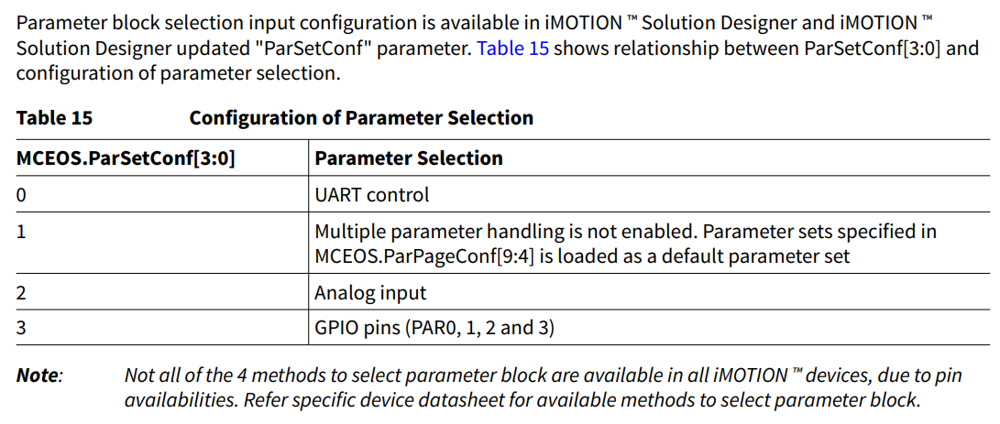 Parameter block selection input configuration is available in iMOTION ™ Solution Designer and iMOTION ™
Solution Designer updated "ParSetConf" parameter. Table 15 shows relationship between ParSetConf[3:0] and
configuration of parameter selection.
Table 15 Configuration of Parameter Selection
MCEOS.ParSetConf[3:0] Parameter Selection
0 UART control
1 Multiple parameter handling is not enabled. Parameter sets specified in
MCEOS.ParPageConf[9:4] is loaded as a default parameter set
2 Analog input
3 GPIO pins (PAR0, 1, 2 and 3)
Note: Not all of the 4 methods to select parameter block are available in all iMOTION ™ devices, due to pin
availabilities. Refer specific device datasheet for available methods to select parameter block.